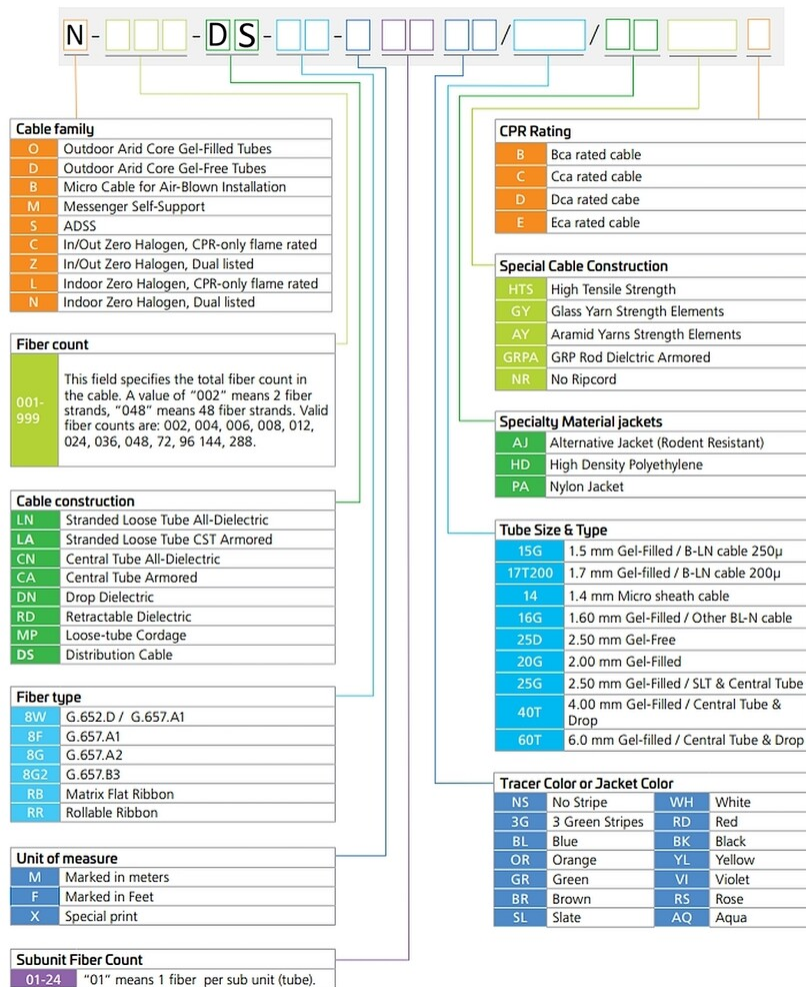 N - - D S - - / /
Cable family
O Outdoor Arid Core Gel-Filled Tubes
D Outdoor Arid Core Gel-Free Tubes
B Micro Cable for Air-Blown Installation
M Messenger Self-Support
S ADSS
C In/Out Zero Halogen, CPR-only flame rated
Z In/Out Zero Halogen, Dual listed
L Indoor Zero Halogen, CPR-only flame rated
N Indoor Zero Halogen, Dual listed
Fiber count
001-
999
This field specifies the total fiber count in
the cable. A value of "002" means 2 fiber
strands, "048" means 48 fiber strands. Valid
fiber counts are: 002, 004, 006, 008, 012,
024, 036, 048, 72, 96 144, 288.
Cable construction
LN Stranded Loose Tube All-Dielectric
LA Stranded Loose Tube CST Armored
CN Central Tube All-Dielectric
CA Central Tube Armored
DN Drop Dielectric
RD Retractable Dielectric
MP Loose-tube Cordage
DS Distribution Cable
Fiber type
8W G.652.D / G.657.A1
8F G.657.A1
8G G.657.A2
8G2 G.657.B3
RB Matrix Flat Ribbon
RR Rollable Ribbon
Unit of measure
M Marked in meters
F Marked in Feet
X Special print
Subunit Fiber Count
01-24 "01" means 1 fiber per sub unit (tube).
CPR Rating
B Bca rated cable
C Cca rated cable
D Dca rated cabe
E Eca rated cable
Special Cable Construction
HTS High Tensile Strength
GY Glass Yarn Strength Elements
AY Aramid Yarns Strength Elements
GRPA GRP Rod Dielctric Armored
NR No Ripcord
Specialty Material jackets
AJ Alternative Jacket (Rodent Resistant)
HD High Density Polyethylene
PA Nylon Jacket
Tube Size & Type
15G 1.5 mm Gel-Filled / B-LN cable 250µ
17T200 1.7 mm Gel-filled / B-LN cable 200µ
14 1.4 mm Micro sheath cable
16G 1.60 mm Gel-Filled / Other BL-N cable
25D 2.50 mm Gel-Free
20G 2.00 mm Gel-Filled
25G 2.50 mm Gel-Filled / SLT & Central Tube
40T 4.00 mm Gel-Filled / Central Tube &
Drop
60T 6.0 mm Gel-filled / Central Tube & Drop
Tracer Color or Jacket Color
NS No Stripe WH White
3G 3 Green Stripes RD Red
BL Blue BK Black
OR Orange YL Yellow
GR Green VI Violet
BR Brown RS Rose
SL Slate AQ Aqua